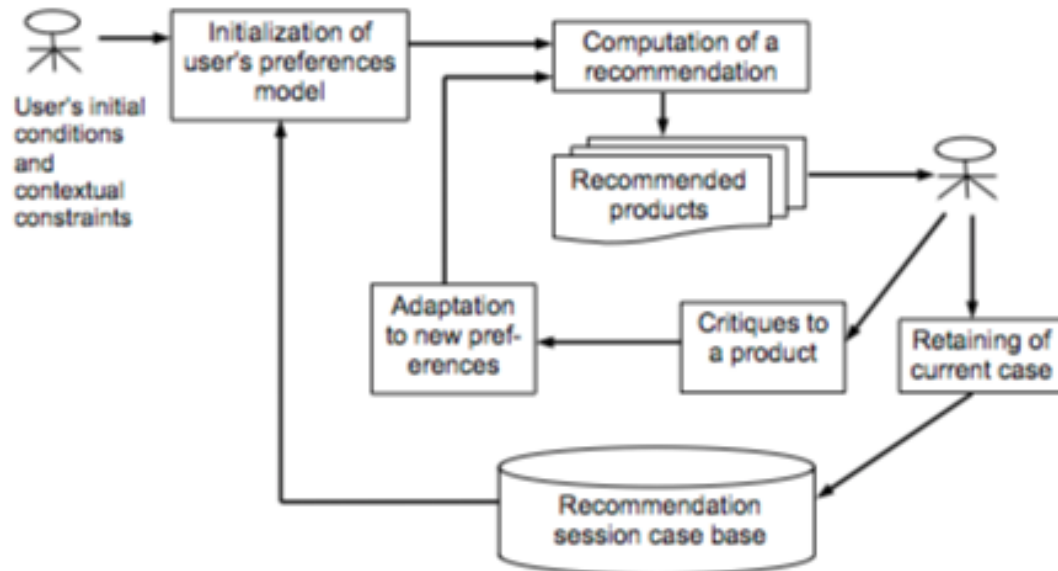 Initialization of
user's preferences
model
Computation of a
recommendation
User's initial
conditions
and
contextual
constraints
Recommended
products
Adaptation
to new pref-
erences
Critiques to
a product
Retaining of
current case
Recommendation
session case base